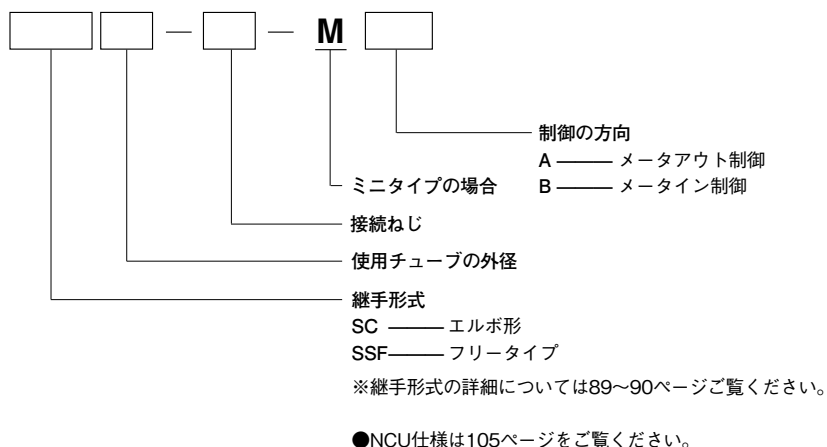 — — M
制御の方向
A ——— メータアウト制御
B ——— メータイン制御
ミニタイプの場合
接続ねじ
使用チューブの外径
継手形式
SC ——— エルボ形
SSF——— フリータイプ
※継手形式の詳細については89〜90ページご覧ください。
●NCU仕様は105ページをご覧ください。